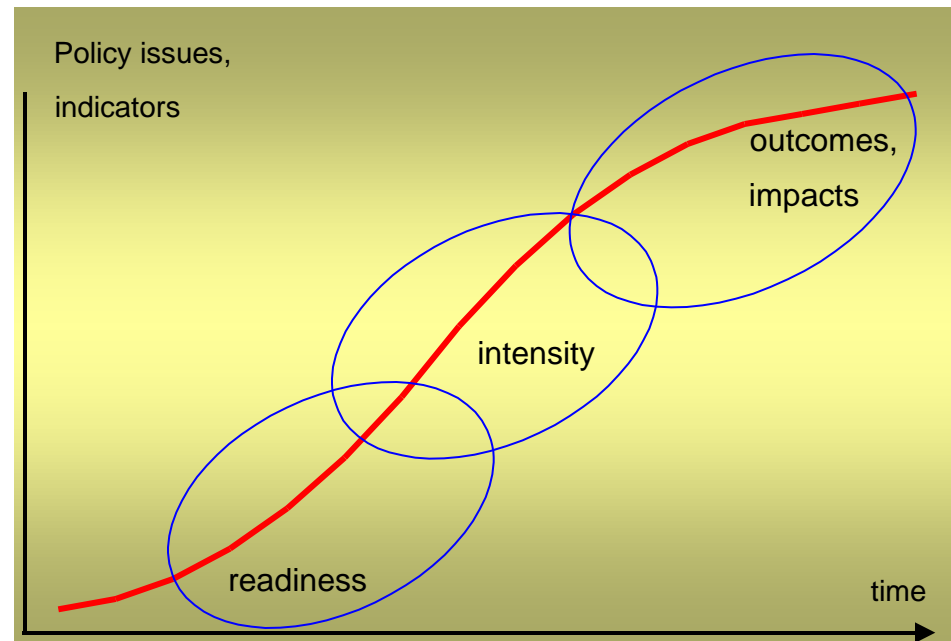 Policy issues,
indicators
outcomes,
impacts
intensity
readiness
time